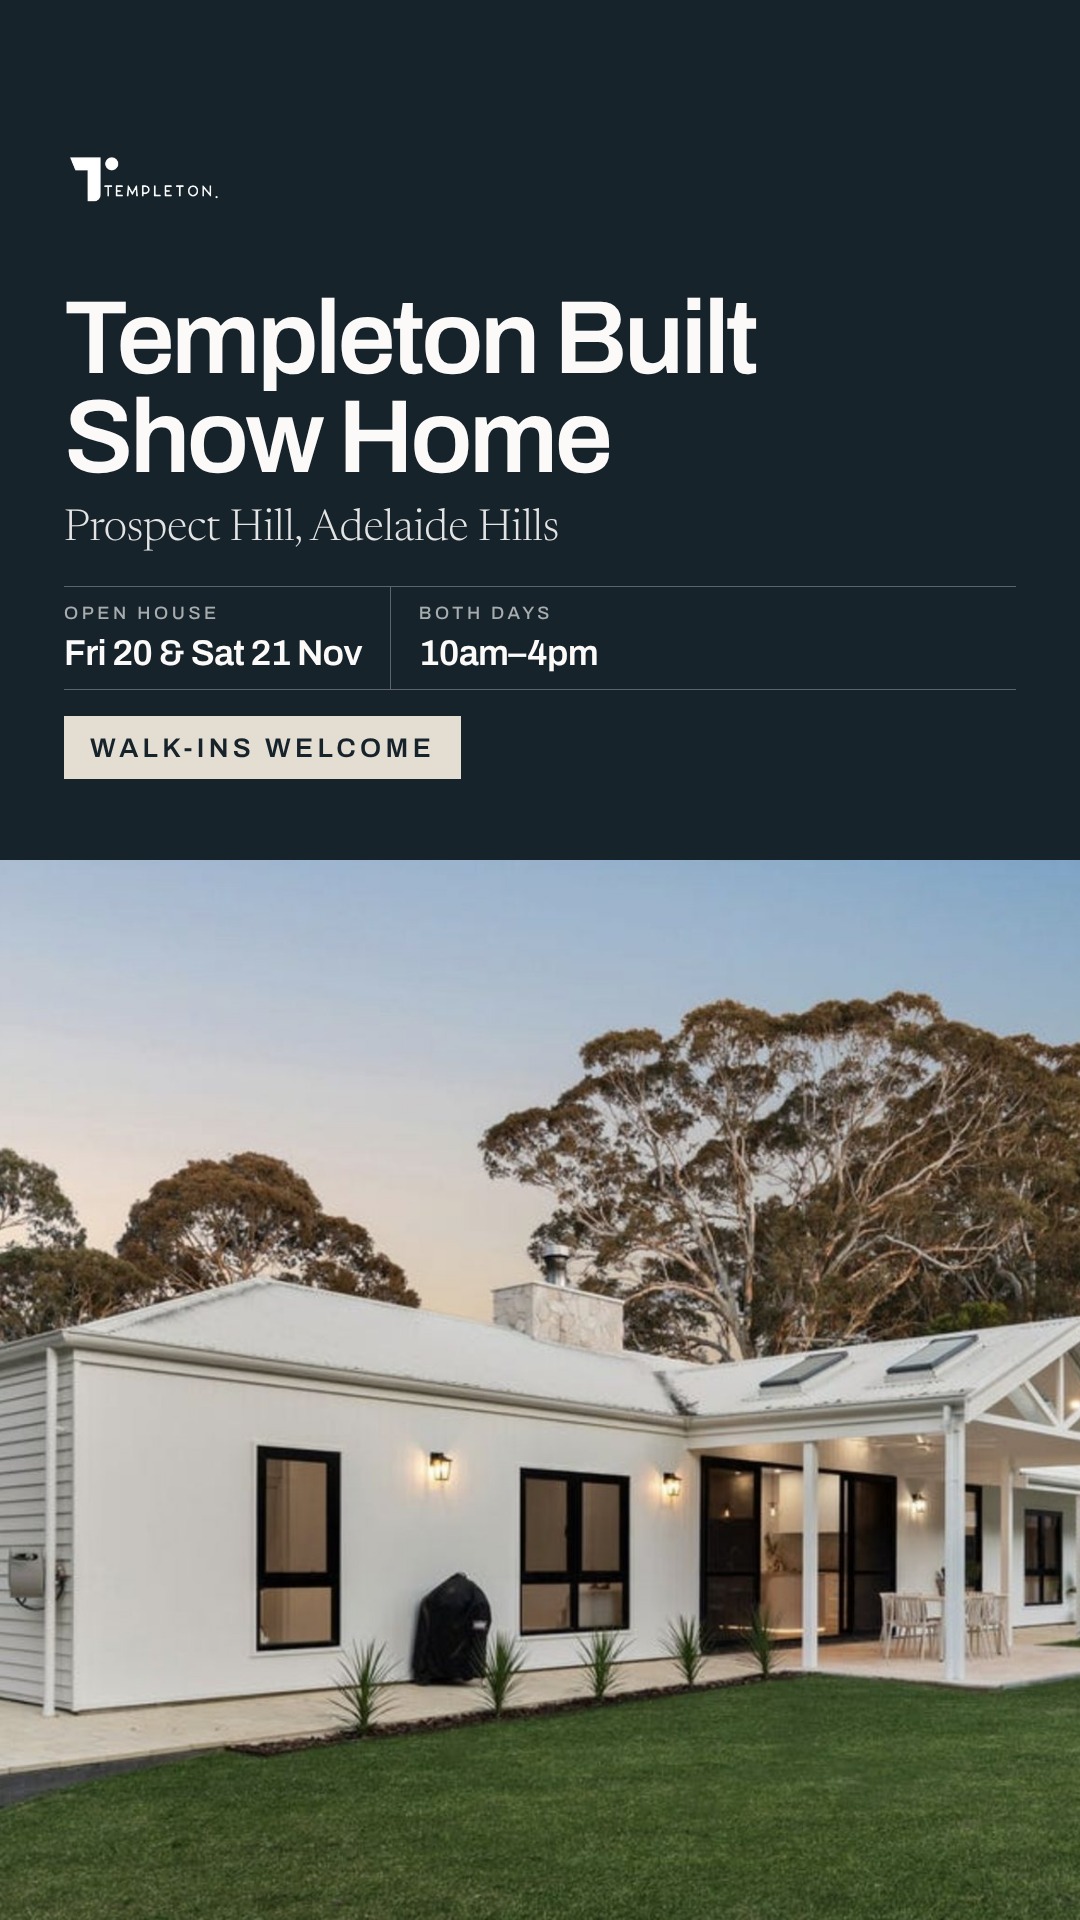 TEMPLETON.
Templeton Built
Show Home
Prospect Hill, Adelaide Hills
OPEN HOUSE
Fri 20 & Sat 21 Nov
BOTH DAYS
10am–4pm
WALK-INS WELCOME